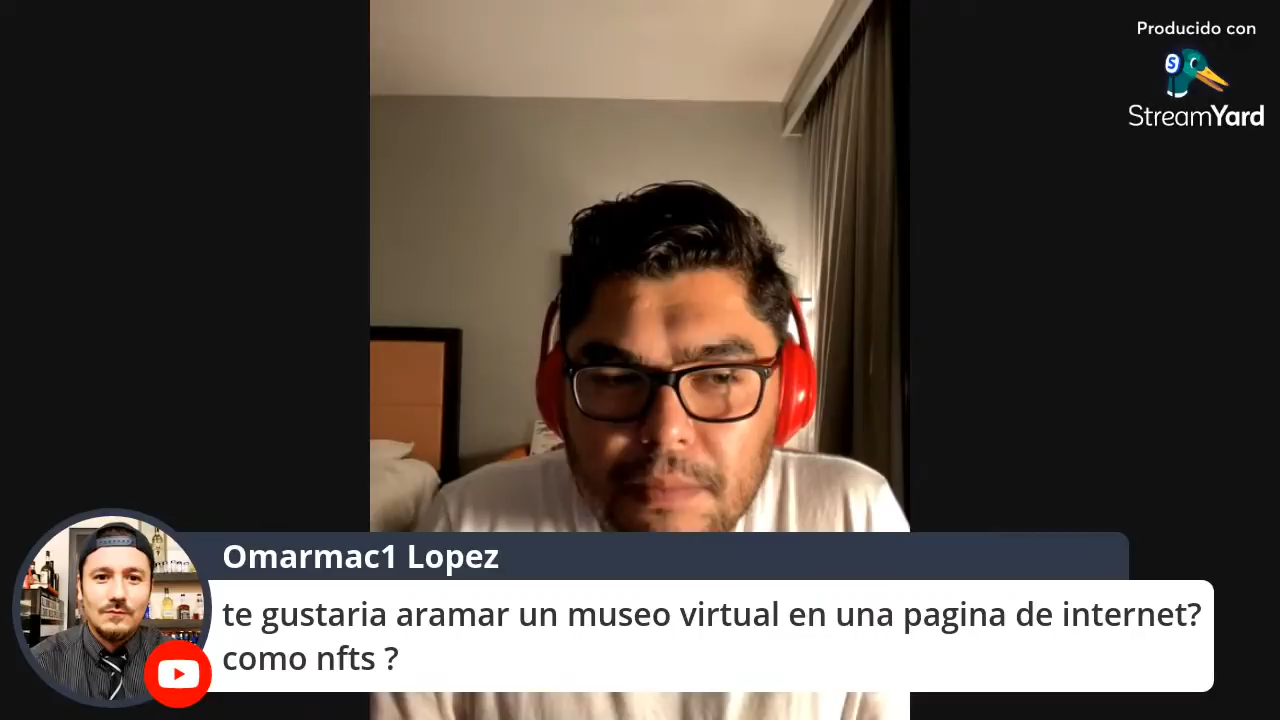 Producido con
StreamYard
Omarmac1 Lopez
te gustaria aramar un museo virtual en una pagina de internet?
como nfts ?